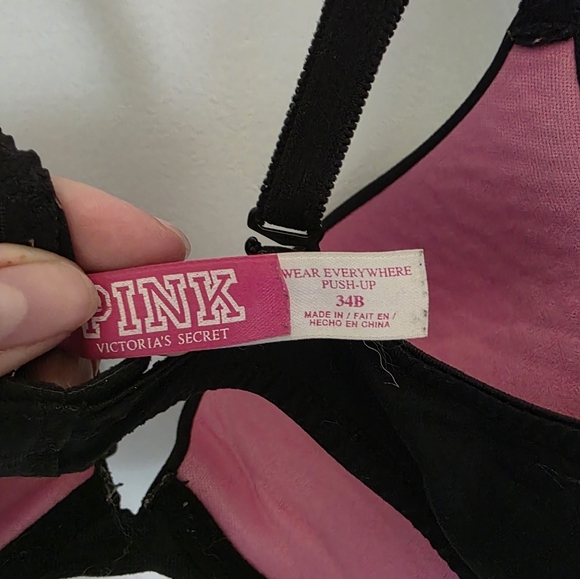 PINK
VICTORIA'S SECRET
WEAR EVERYWHERE
PUSH-UP
34B
MADE IN / FAIT EN /
HECHO EN CHINA